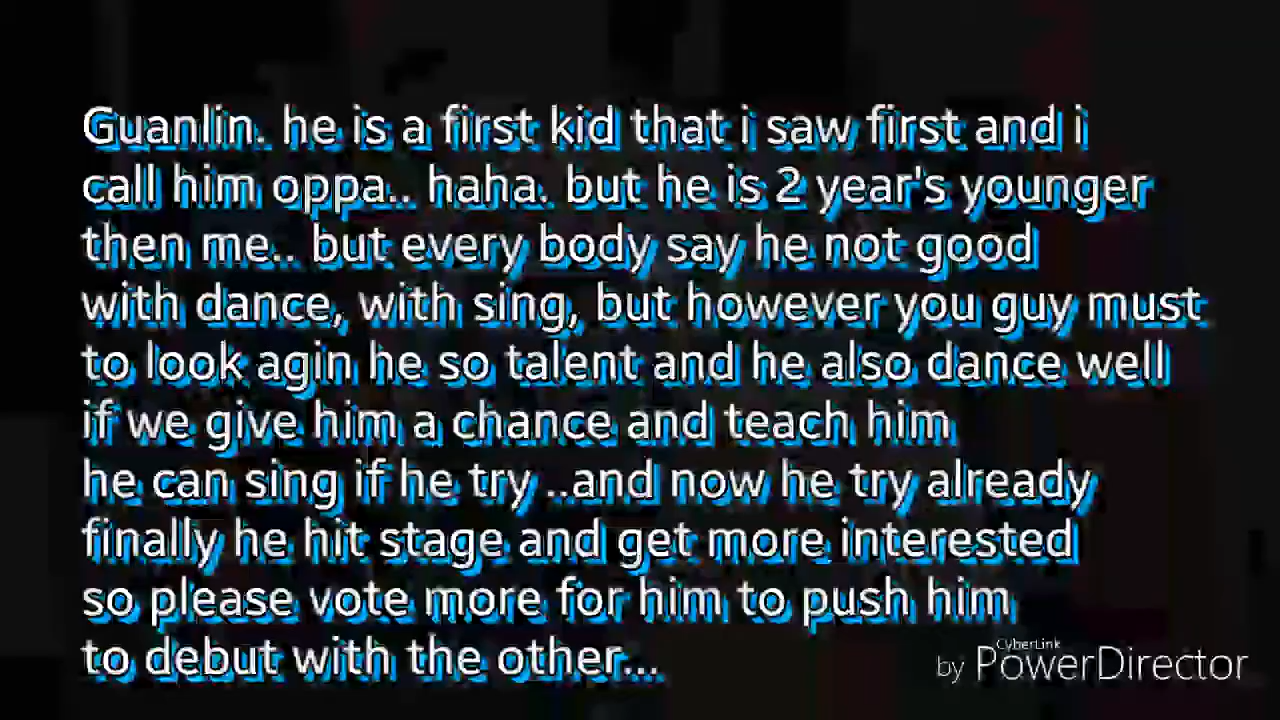 Guanlin. he is a first kid that i saw first and i
call him oppa.. haha. but he is 2 year's younger
then me.. but every body say he not good
with dance, with sing, but however you guy must
to look agin he so talent and he also dance well
if we give him a chance and teach him
he can sing if he try ..and now he try already
finally he hit stage and get more interested
so please vote more for him to push him
to debut with the other...
CyberLink
by PowerDirector